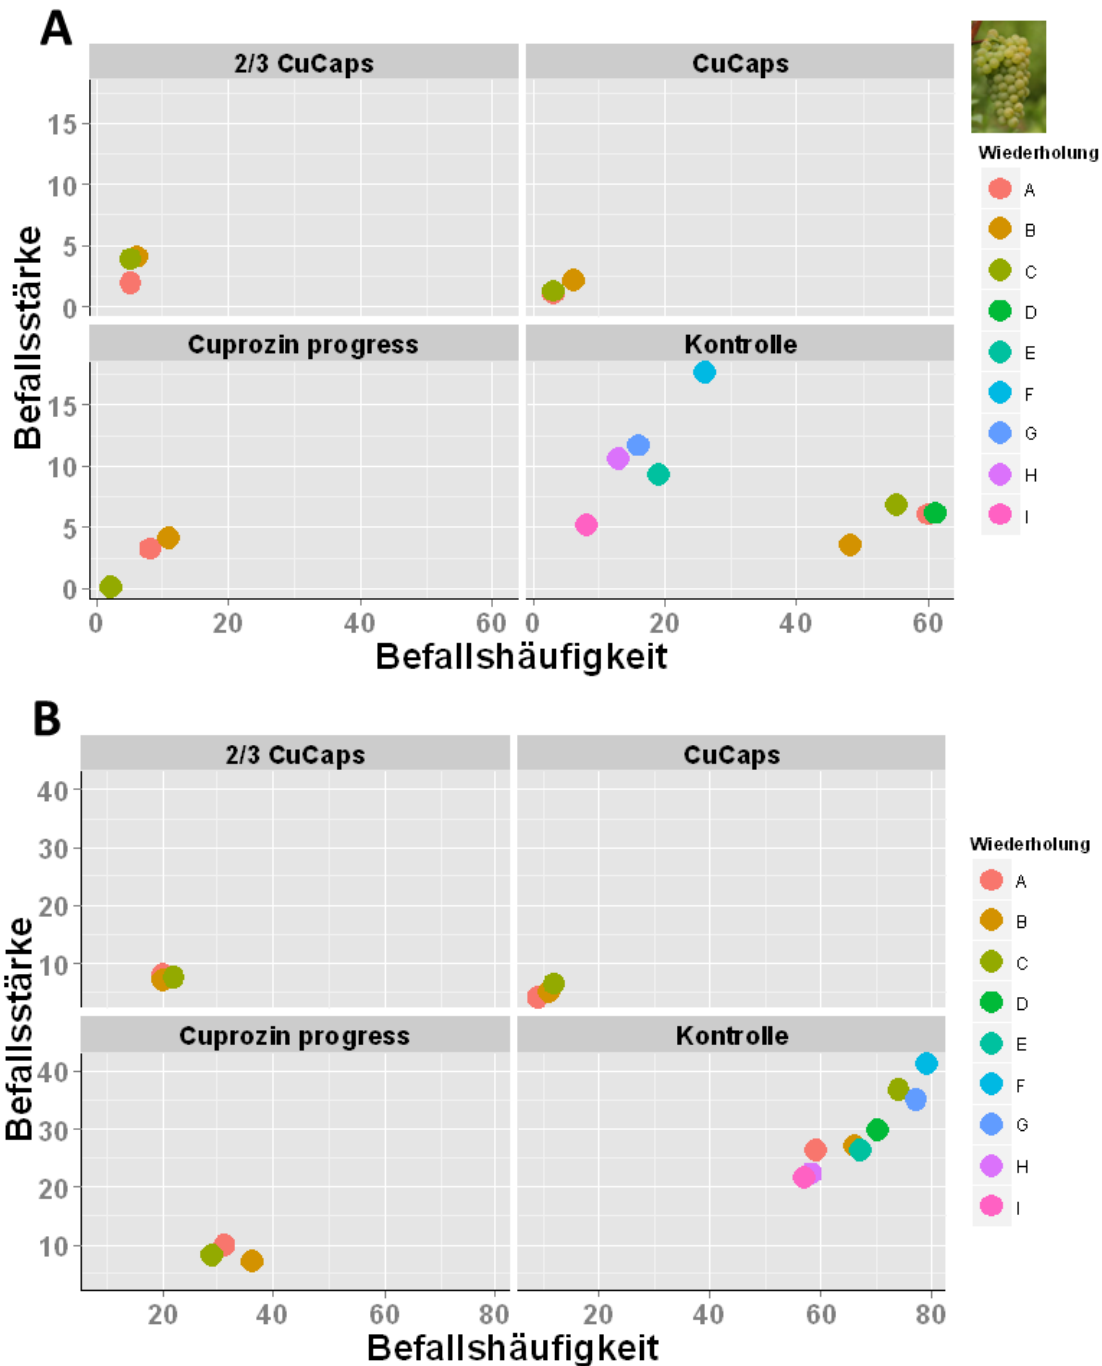 A
2/3 CuCaps
CuCaps
15
10
5
0
Befallsstärke
Cuprozin progress
Kontrolle
15
10
5
0
0 20 40 60
0 20 40 60
Befallshäufigkeit
Wiederholung
A
B
C
D
E
F
G
H
I
B
2/3 CuCaps
CuCaps
40
30
20
10
Befallsstärke
Cuprozin progress
Kontrolle
40
30
20
10
20 40 60 80
20 40 60 80
Befallshäufigkeit
Wiederholung
A
B
C
D
E
F
G
H
I